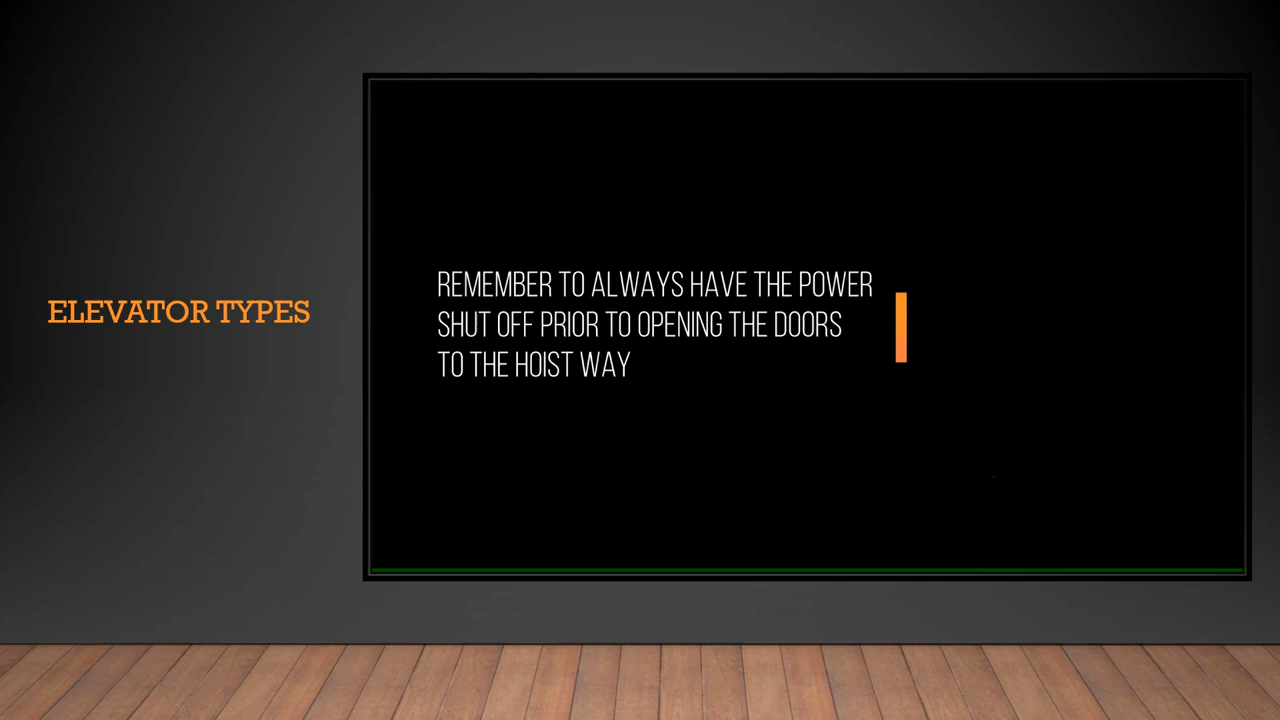 ELEVATOR TYPES
REMEMBER TO ALWAYS HAVE THE POWER
SHUT OFF PRIOR TO OPENING THE DOORS
TO THE HOIST WAY